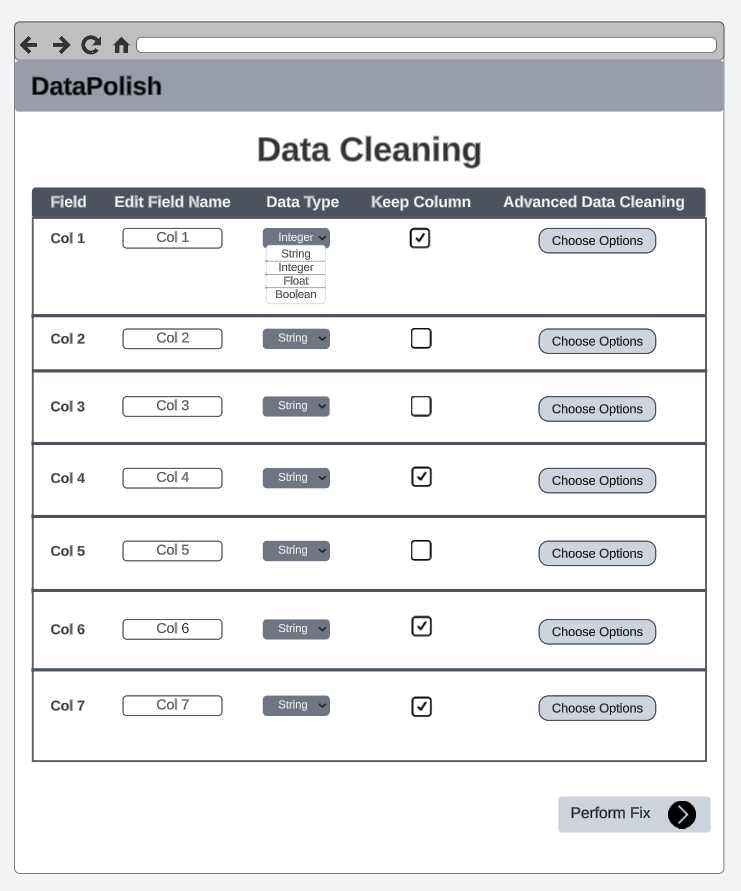 DataPolish
Data Cleaning
Field Edit Field Name Data Type Keep Column Advanced Data Cleaning
Col 1 Col 1 Integer Choose Options
String
Integer
Float
Boolean
Col 2 Col 2 String Choose Options
Col 3 Col 3 String Choose Options
Col 4 Col 4 String Choose Options
Col 5 Col 5 String Choose Options
Col 6 Col 6 String Choose Options
Col 7 Col 7 String Choose Options
Perform Fix